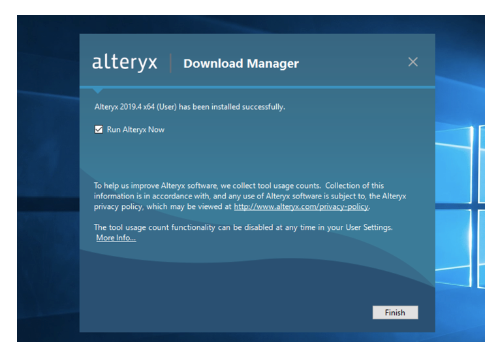 alteryx Download Manager
Alteryx 2019.4 x64 (User) has been installed successfully.
Run Alteryx Now
To help us improve Alteryx software, we collect tool usage counts. Collection of this
information is in accordance with, and any use of Alteryx software is subject to, the Alteryx
privacy policy, which may be viewed at http://www.alteryx.com/privacy-policy.
The tool usage count functionality can be disabled at any time in your User Settings.
More Info...
Finish